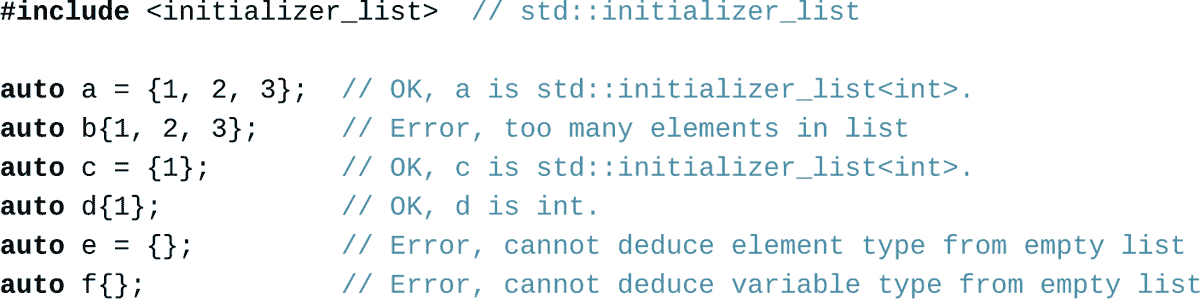 #include <initializer_list>  // std::initializer_list
auto a = {1, 2, 3};  // OK, a is std::initializer_list<int>.
auto b{1, 2, 3};     // Error, too many elements in list
auto c = {1};        // OK, c is std::initializer_list<int>.
auto d{1};           // OK, d is int.
auto e = {};         // Error, cannot deduce element type from empty list
auto f{};            // Error, cannot deduce variable type from empty list